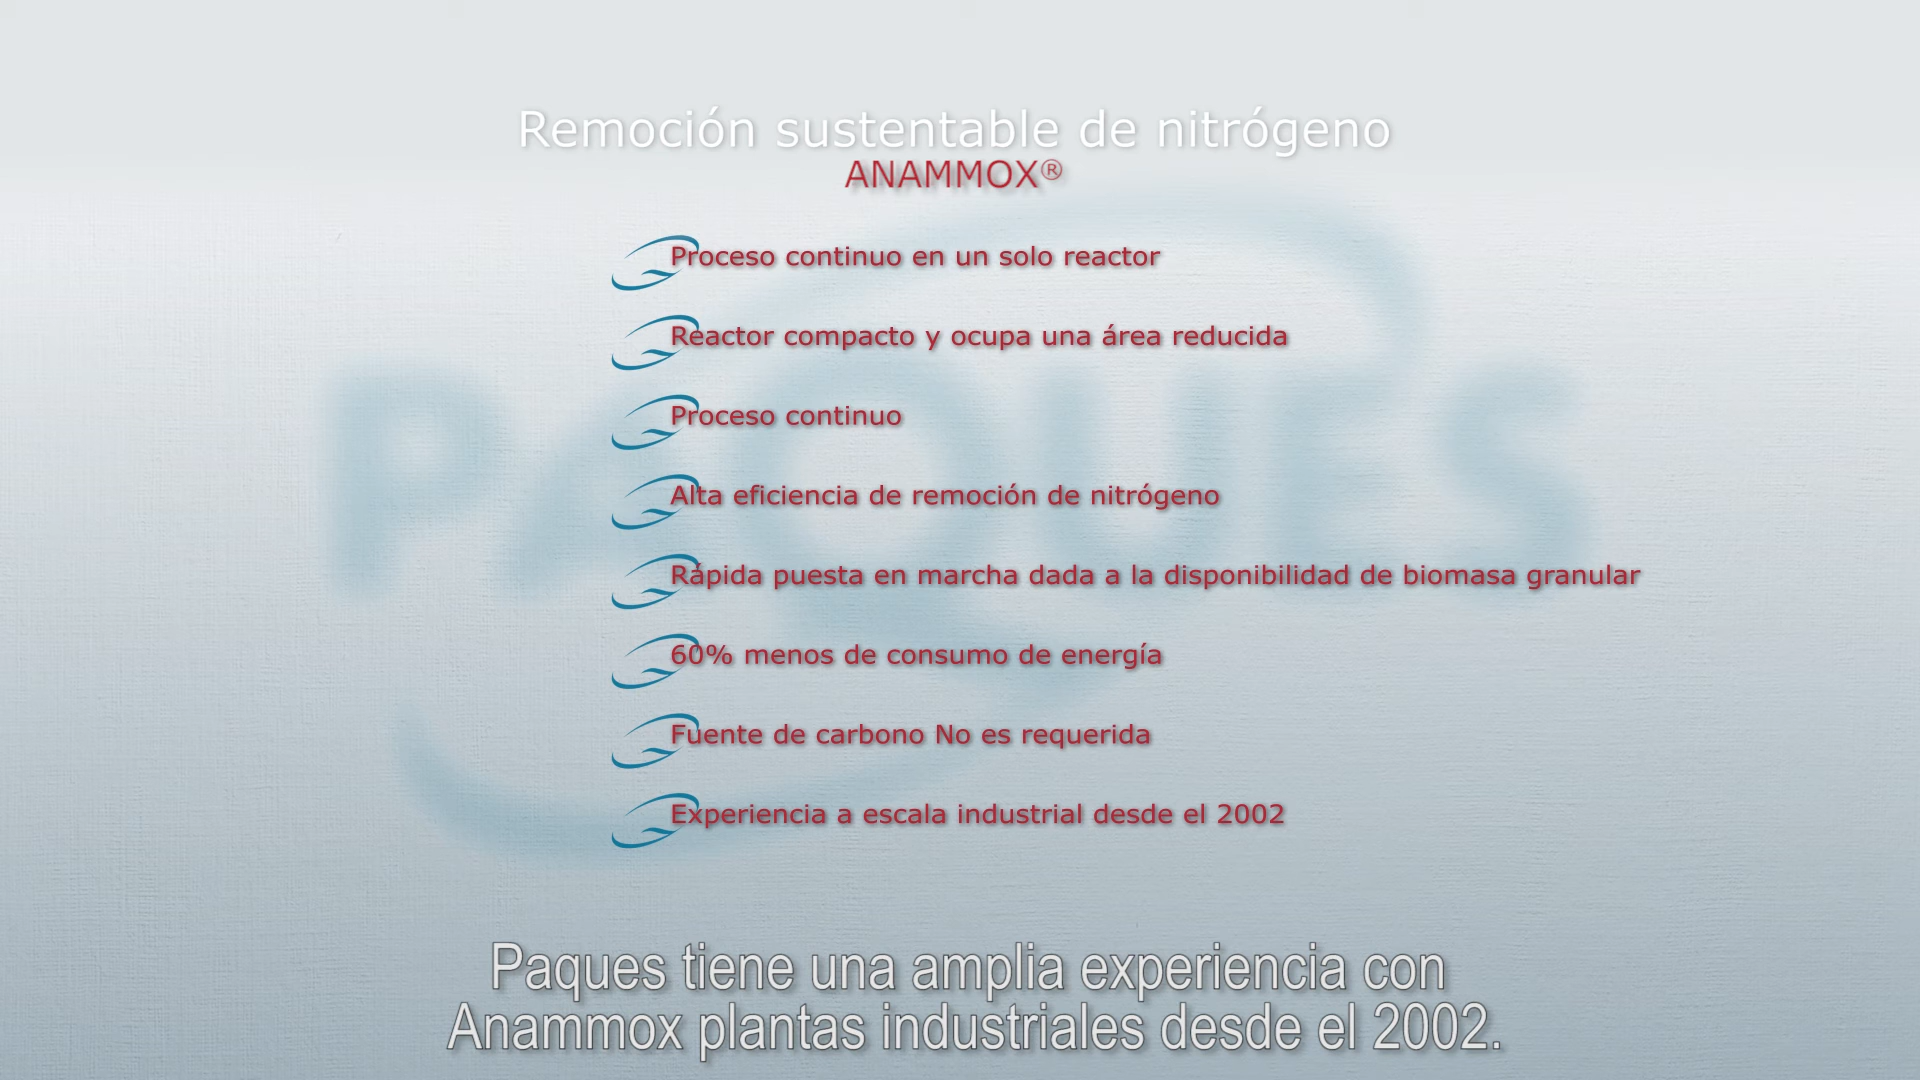 Remoción sustentable de nitrógeno
ANAMMOX®
Proceso continuo en un solo reactor
Reactor compacto y ocupa una área reducida
Proceso continuo
PAQUES
Alta eficiencia de remoción de nitrógeno
Rápida puesta en marcha dada a la disponibilidad de biomasa granular
60% menos de consumo de energía
Fuente de carbono No es requerida
Experiencia a escala industrial desde el 2002
Paques tiene una amplia experiencia con
Anammox plantas industriales desde el 2002.